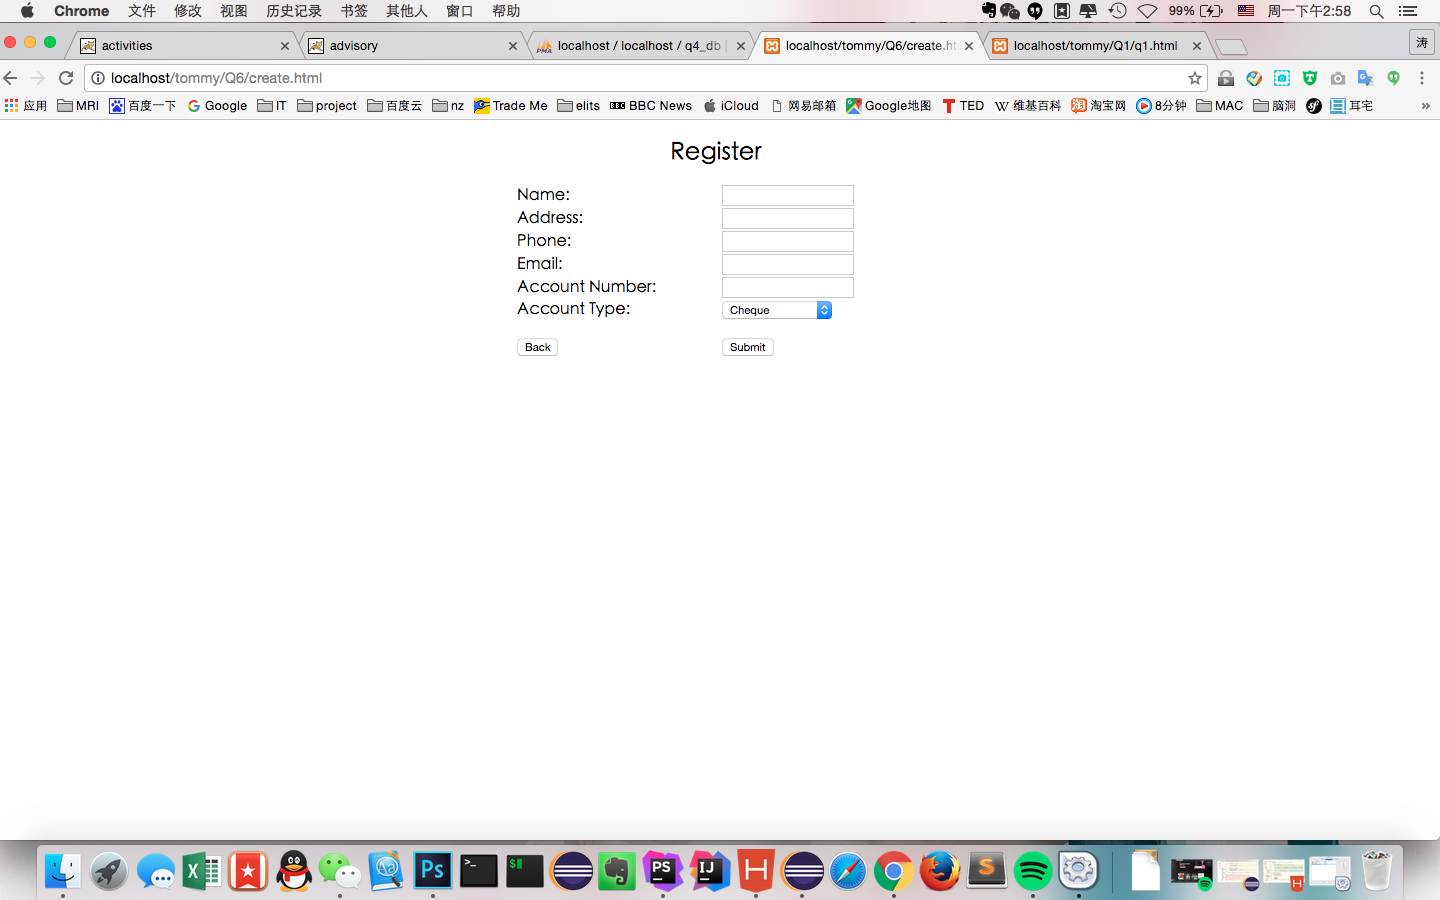 Chrome 文件 修改 视图 历史记录 书签 其他人 窗口 帮助 99% 周一下午2:58
activities advisory localhost / localhost / q4_db localhost/tommy/Q6/create.ht localhost/tommy/Q1/q1.html 涛
localhost/tommy/Q6/create.html
应用 MRI 百度一下 Google IT project 百度云 nz Trade Me elits BBC News iCloud 网易邮箱 Google地图 TED 维基百科 淘宝网 8分钟 MAC 脑洞 耳宅 »
Register
Name:
Address:
Phone:
Email:
Account Number:
Account Type: Cheque
Back Submit
Ps >_ $ PS IJ H S